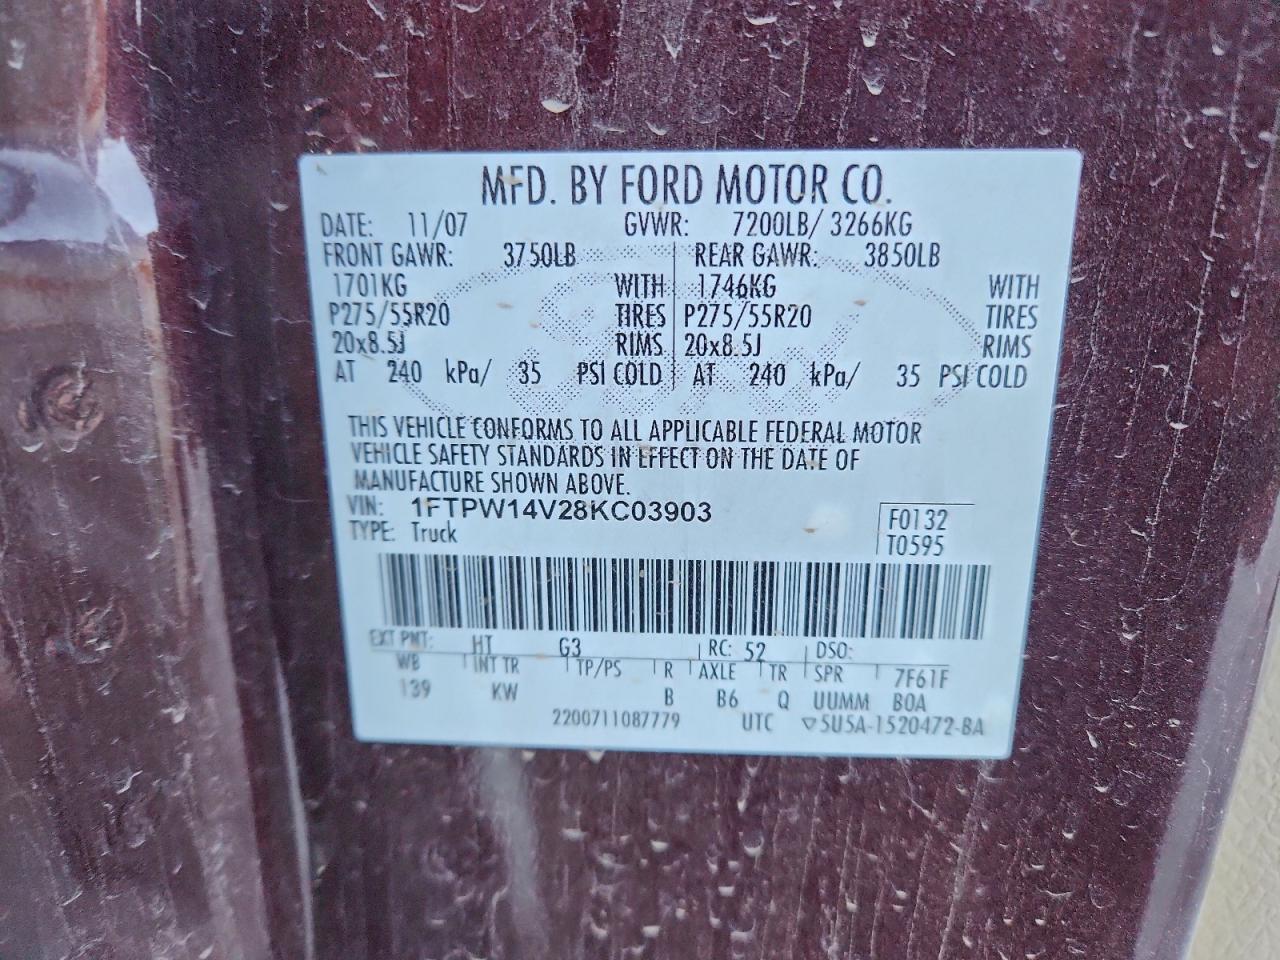 MFD. BY FORD MOTOR CO.
DATE: 11/07 GVWR: 7200LB/ 3266KG
FRONT GAWR: 3750LB REAR GAWR: 3850LB
1701KG WITH 1746KG WITH
P275/55R20 TIRES P275/55R20 TIRES
20x8.5J RIMS 20x8.5J RIMS
AT 240 kPa/ 35 PSI COLD AT 240 kPa/ 35 PSI COLD
THIS VEHICLE CONFORMS TO ALL APPLICABLE FEDERAL MOTOR
VEHICLE SAFETY STANDARDS IN EFFECT ON THE DATE OF
MANUFACTURE SHOWN ABOVE.
VIN: 1FTPW14V28KC03903
TYPE: Truck
F0132
T0595
EXT PNT: HT G3 RC: 52 DSO:
WB INT TR TP/PS R AXLE TR SPR 7F61F
139 KW B B6 Q UUMM BOA
2200711087779 UTC ▽5U5A-1520472-BA